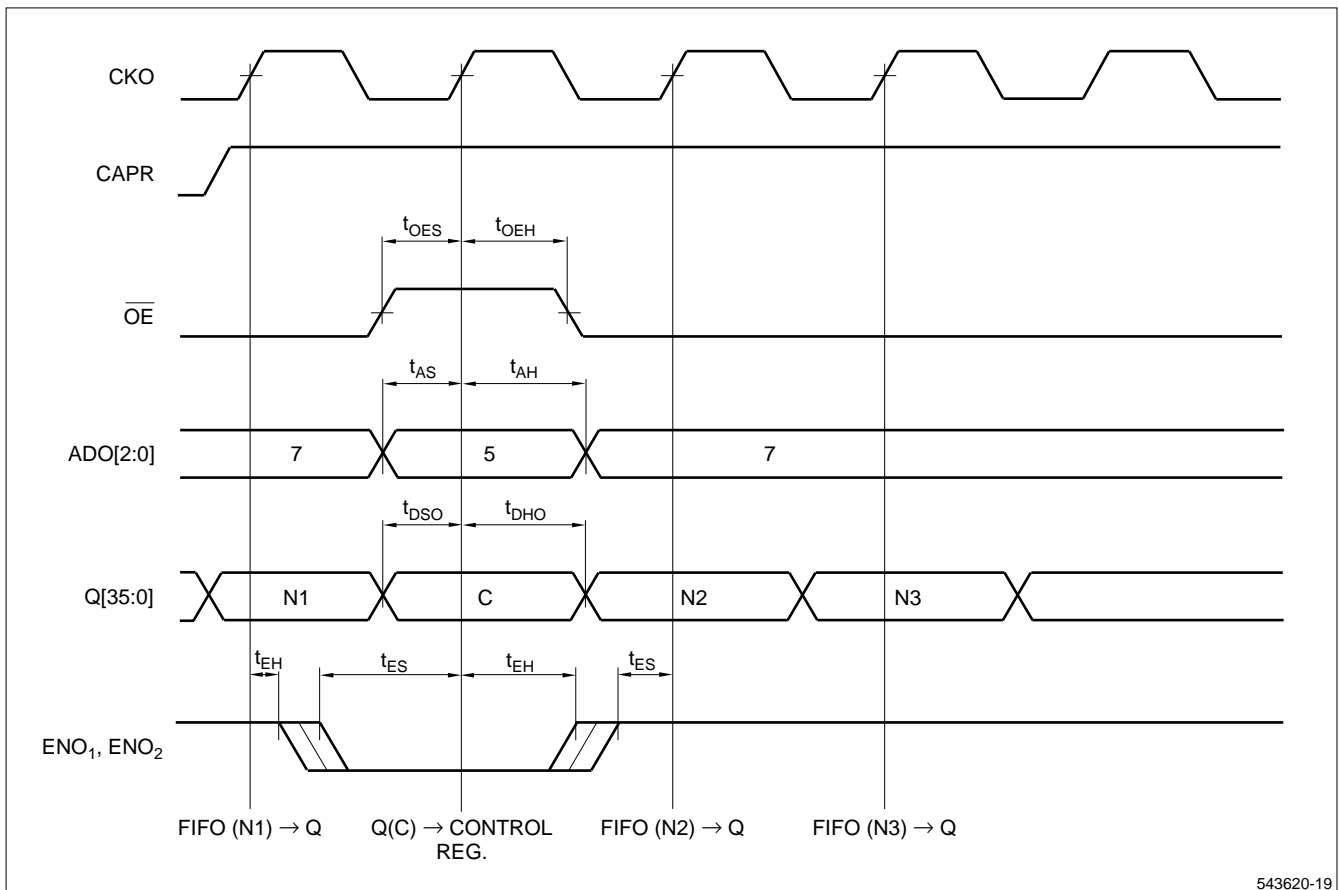 CKO
CAPR
tOES tOEH
OE
tAS tAH
ADO[2:0] 7 5 7
tDSO tDHO
Q[35:0] N1 C N2 N3
tEH tES tEH tES
ENO1, ENO2
FIFO (N1) → Q Q(C) → CONTROL REG. FIFO (N2) → Q FIFO (N3) → Q
543620-19